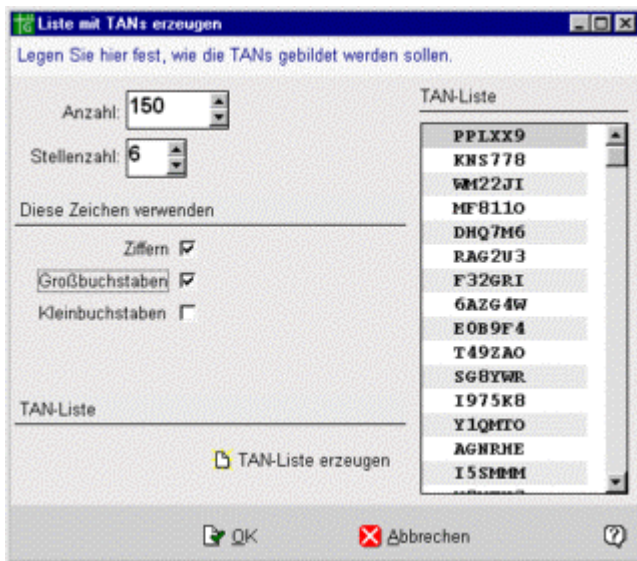 Liste mit TANs erzeugen
Legen Sie hier fest, wie die TANs gebildet werden sollen.
Anzahl: 150
Stellenzahl: 6
Diese Zeichen verwenden
Ziffern
Großbuchstaben
Kleinbuchstaben
TAN-Liste
TAN-Liste erzeugen
TAN-Liste
PPLXX9
KNS778
WM22JI
MF811O
DHQ7M6
RAG2U3
F32GRI
6AZG4W
E0B9F4
T49ZAO
SG8YWR
I975K8
Y1QMTO
AGNRHE
I5SMMM
OK
Abbrechen